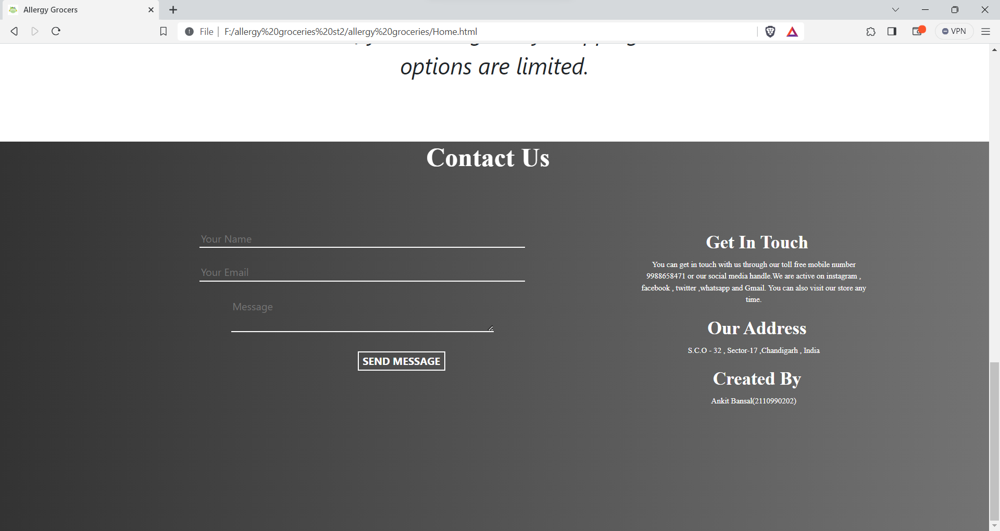 Allergy Grocers
File
F:/allergy%20groceries%20st2/allergy%20groceries/Home.html
VPN
options are limited.
Contact Us
Your Name
Your Email
Message
SEND MESSAGE
Get In Touch
You can get in touch with us through our toll free mobile number
9988658471 or our social media handle.We are active on instagram ,
facebook , twitter ,whatsapp and Gmail. You can also visit our store any
time.
Our Address
S.C.O - 32 , Sector-17 ,Chandigarh , India
Created By
Ankit Bansal(2110990202)